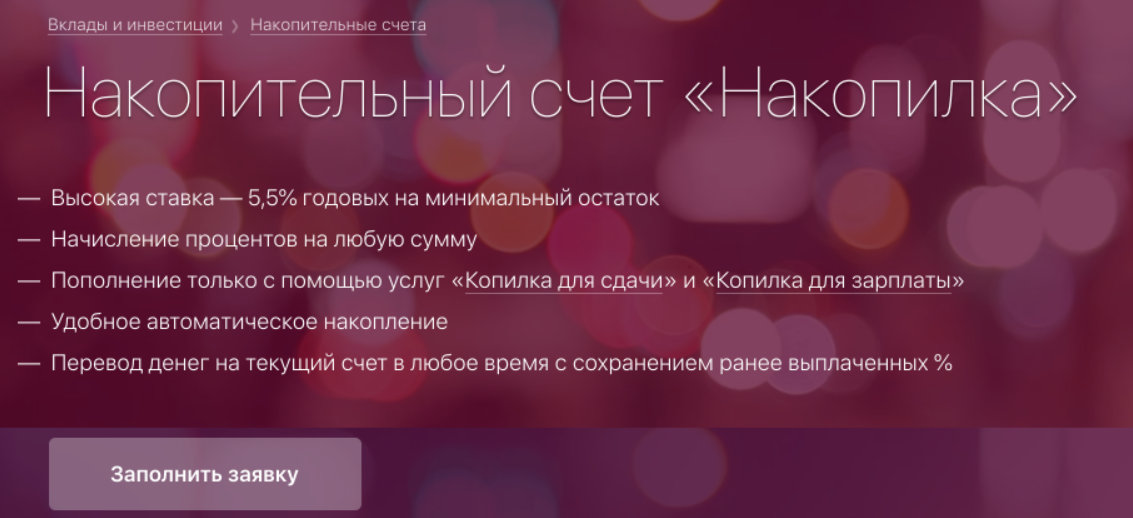 Вклады и инвестиции › Накопительные счета
Накопительный счет «Накопилка»
— Высокая ставка — 5,5% годовых на минимальный остаток
— Начисление процентов на любую сумму
— Пополнение только с помощью услуг «Копилка для сдачи» и «Копилка для зарплаты»
— Удобное автоматическое накопление
— Перевод денег на текущий счет в любое время с сохранением ранее выплаченных %
Заполнить заявку